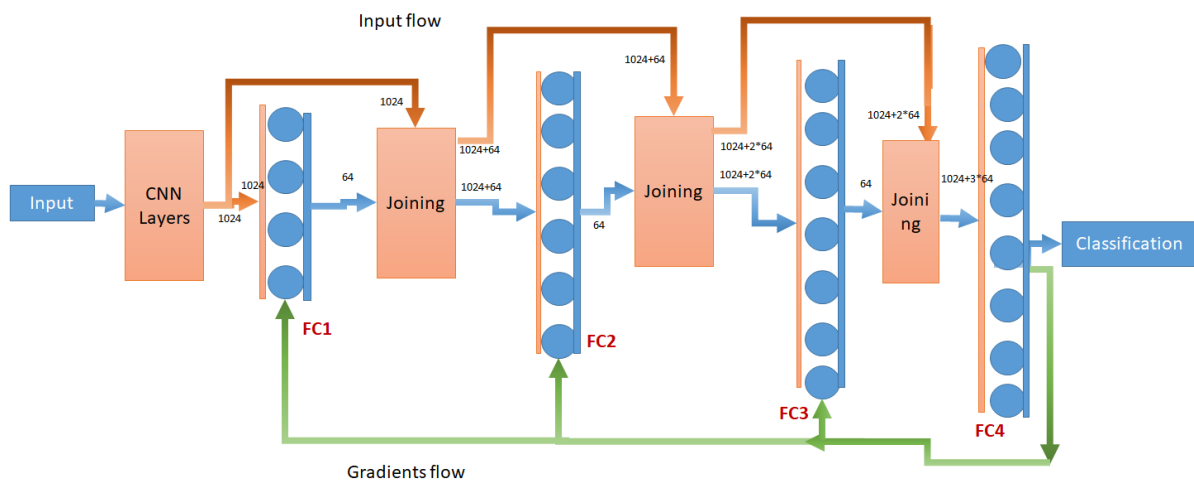 Input flow
Input
CNN
Layers
1024
1024
1024
FC1
64
Joining
1024+64
1024+64
FC2
64
1024+64
Joining
1024+2*64
1024+2*64
FC3
64
1024+2*64
Joini
ng
1024+3*64
FC4
Classification
Gradients flow